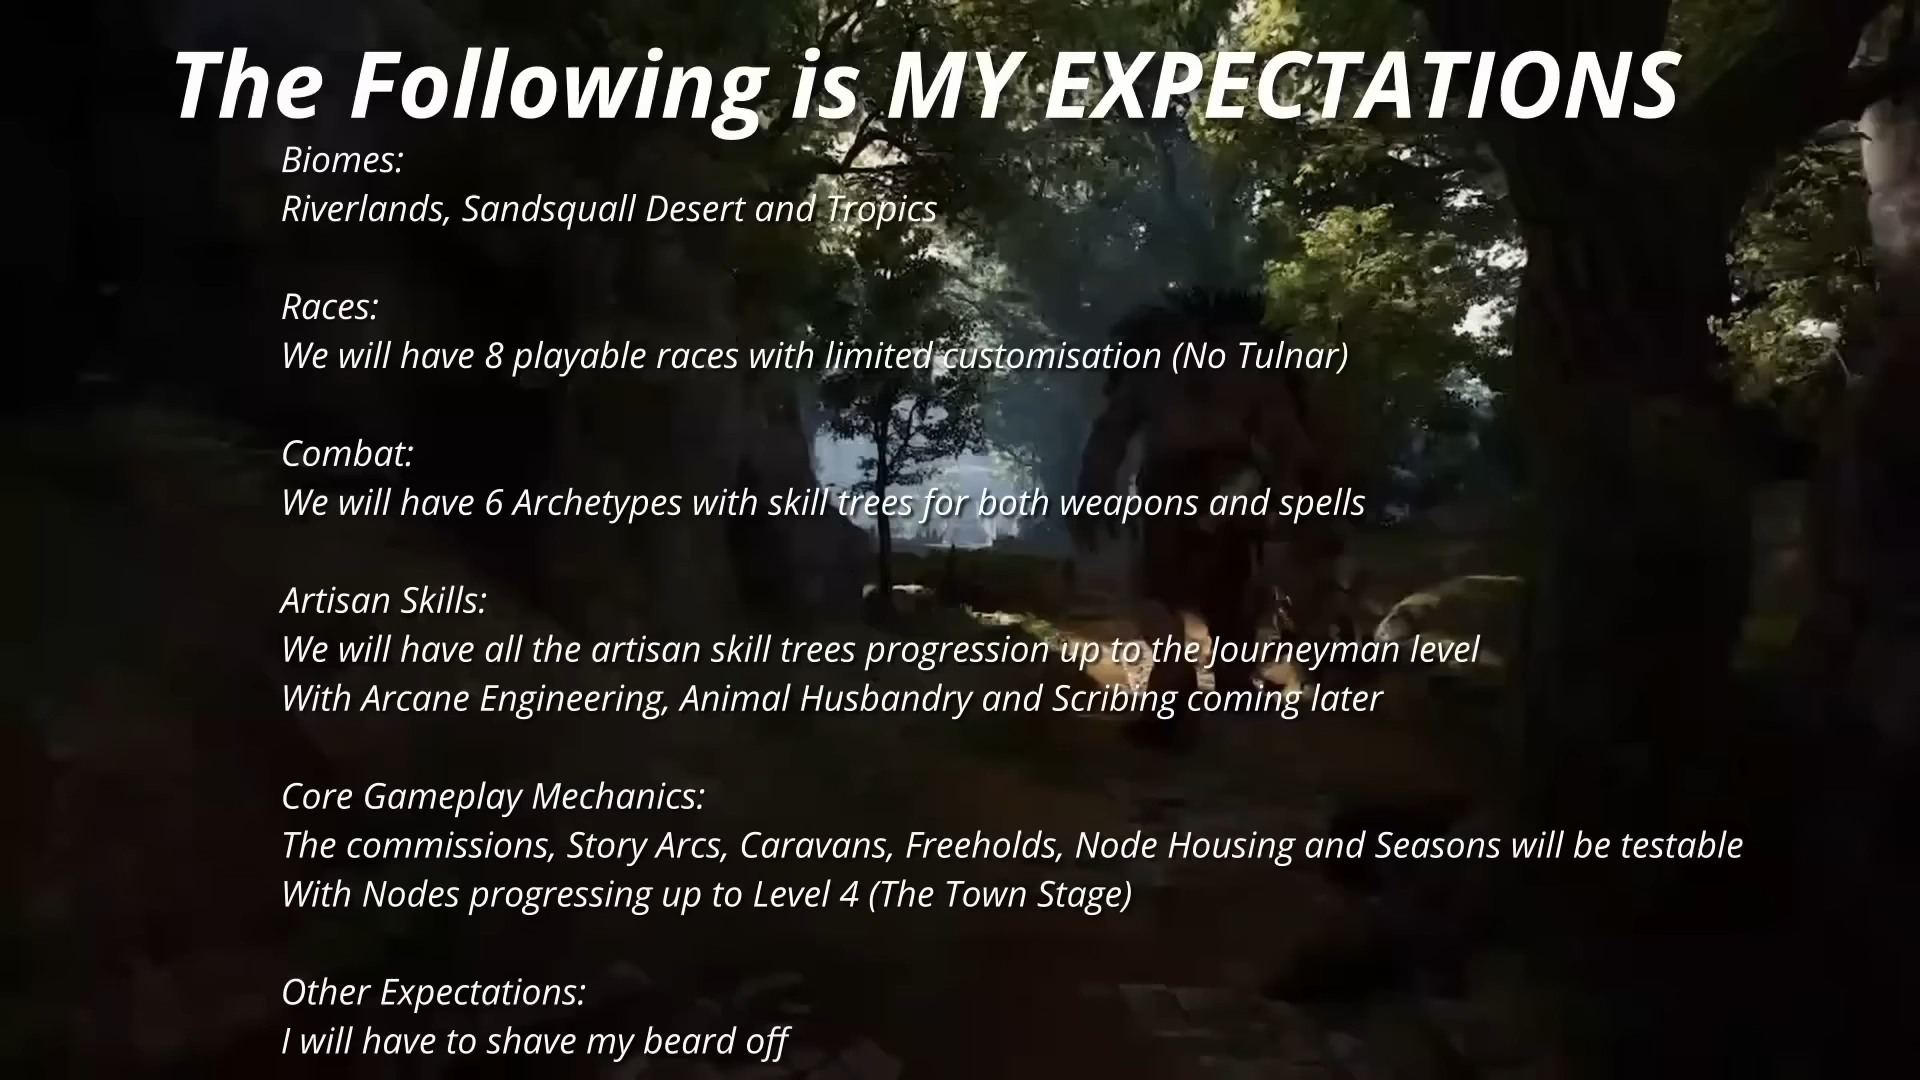 The Following is MY EXPECTATIONS
Biomes:
Riverlands, Sandsquall Desert and Tropics
Races:
We will have 8 playable races with limited customisation (No Tulnar)
Combat:
We will have 6 Archetypes with skill trees for both weapons and spells
Artisan Skills:
We will have all the artisan skill trees progression up to the Journeyman level
With Arcane Engineering, Animal Husbandry and Scribing coming later
Core Gameplay Mechanics:
The commissions, Story Arcs, Caravans, Freeholds, Node Housing and Seasons will be testable
With Nodes progressing up to Level 4 (The Town Stage)
Other Expectations:
I will have to shave my beard off